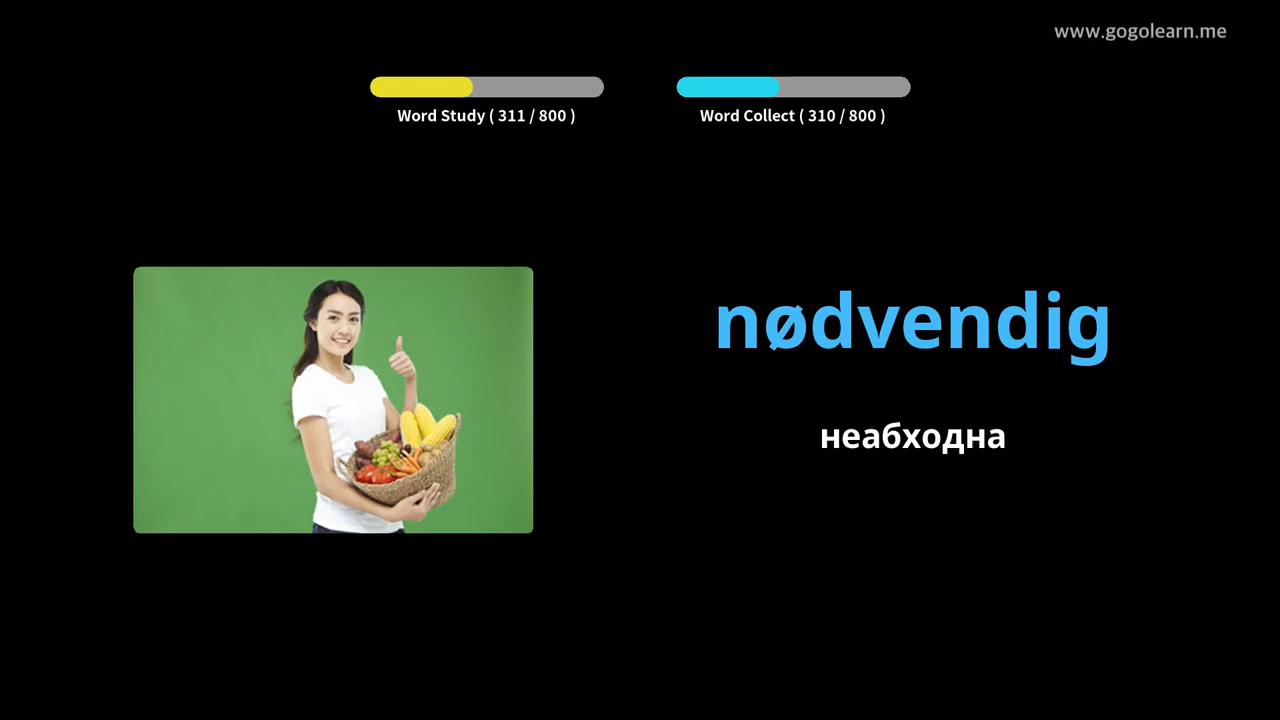 www.gogolearn.me
Word Study ( 311 / 800 )
Word Collect ( 310 / 800 )
nødvendig
неабходна